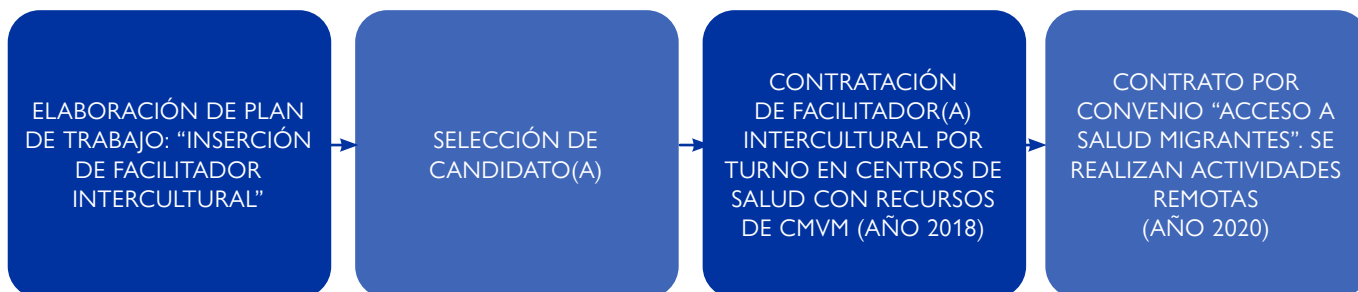 ELABORACIÓN DE PLAN
DE TRABAJO: “INSERCIÓN
DE FACILITADOR
INTERCULTURAL”
SELECCIÓN DE
CANDIDATO(A)
CONTRATACIÓN
DE FACILITADOR(A)
INTERCULTURAL POR
TURNO EN CENTROS DE
SALUD CON RECURSOS
DE CMVM (AÑO 2018)
CONTRATO POR
CONVENIO “ACCESO A
SALUD MIGRANTES”. SE
REALIZAN ACTIVIDADES
REMOTAS
(AÑO 2020)